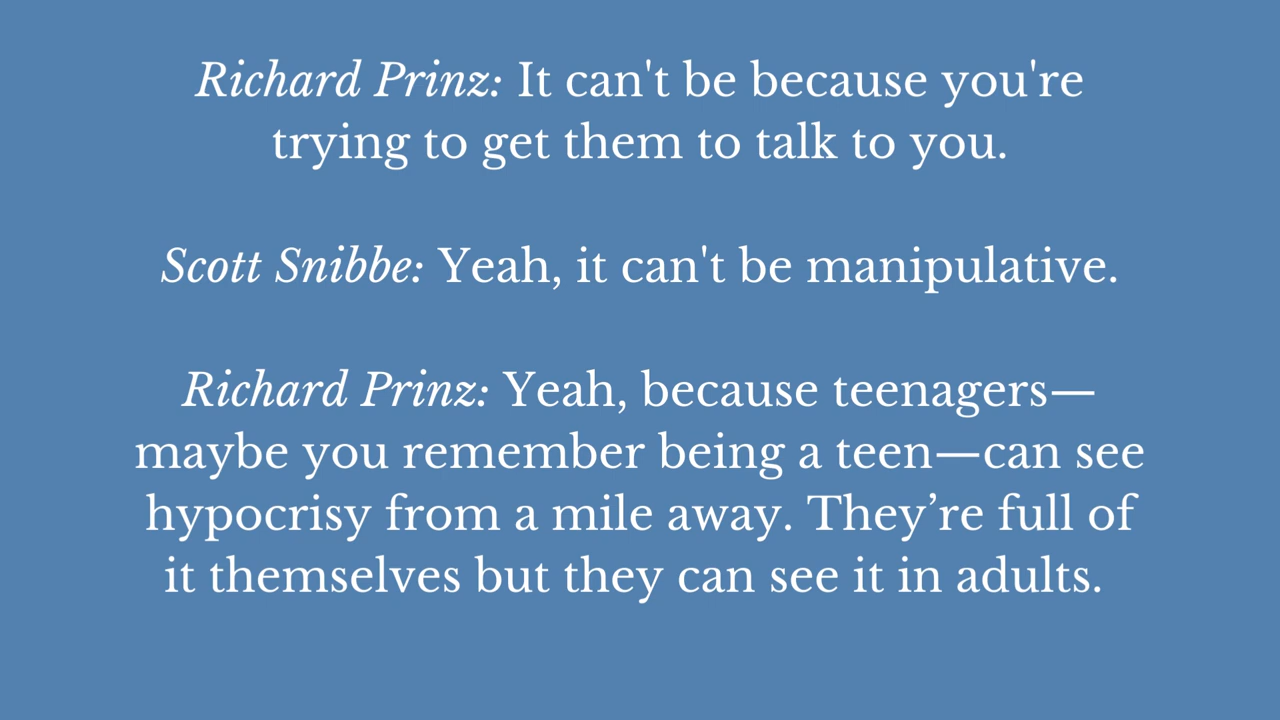 Richard Prinz: It can't be because you're
trying to get them to talk to you.
Scott Snibbe: Yeah, it can't be manipulative.
Richard Prinz: Yeah, because teenagers—
maybe you remember being a teen—can see
hypocrisy from a mile away. They’re full of
it themselves but they can see it in adults.